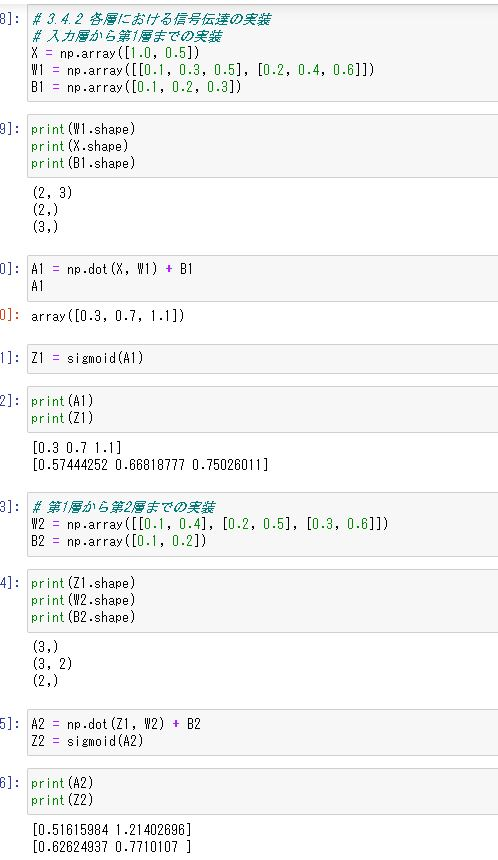 8]: # 3.4.2 各層における信号伝達の実装
# 入力層から第1層までの実装
X = np.array([1.0, 0.5])
W1 = np.array([[0.1, 0.3, 0.5], [0.2, 0.4, 0.6]])
B1 = np.array([0.1, 0.2, 0.3])
9]: print(W1.shape)
print(X.shape)
print(B1.shape)
(2, 3)
(2,)
(3,)
0]: A1 = np.dot(X, W1) + B1
A1
0]: array([0.3, 0.7, 1.1])
1]: Z1 = sigmoid(A1)
2]: print(A1)
print(Z1)
[0.3 0.7 1.1]
[0.57444252 0.66818777 0.75026011]
3]: # 第1層から第2層までの実装
W2 = np.array([[0.1, 0.4], [0.2, 0.5], [0.3, 0.6]])
B2 = np.array([0.1, 0.2])
4]: print(Z1.shape)
print(W2.shape)
print(B2.shape)
(3,)
(3, 2)
(2,)
5]: A2 = np.dot(Z1, W2) + B2
Z2 = sigmoid(A2)
6]: print(A2)
print(Z2)
[0.51615984 1.21402696]
[0.62624937 0.7710107 ]